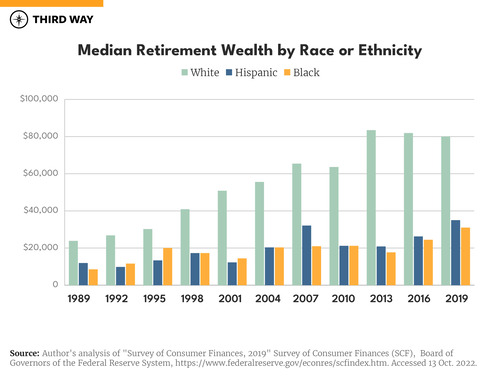 THIRD WAY
Median Retirement Wealth by Race or Ethnicity
White Hispanic Black
$100,000
$80,000
$60,000
$40,000
$20,000
0
1989 1992 1995 1998 2001 2004 2007 2010 2013 2016 2019
Source: Author's analysis of "Survey of Consumer Finances, 2019" Survey of Consumer Finances (SCF), Board of
Governors of the Federal Reserve System, https://www.federalreserve.gov/econres/scfindex.htm. Accessed 13 Oct. 2022.